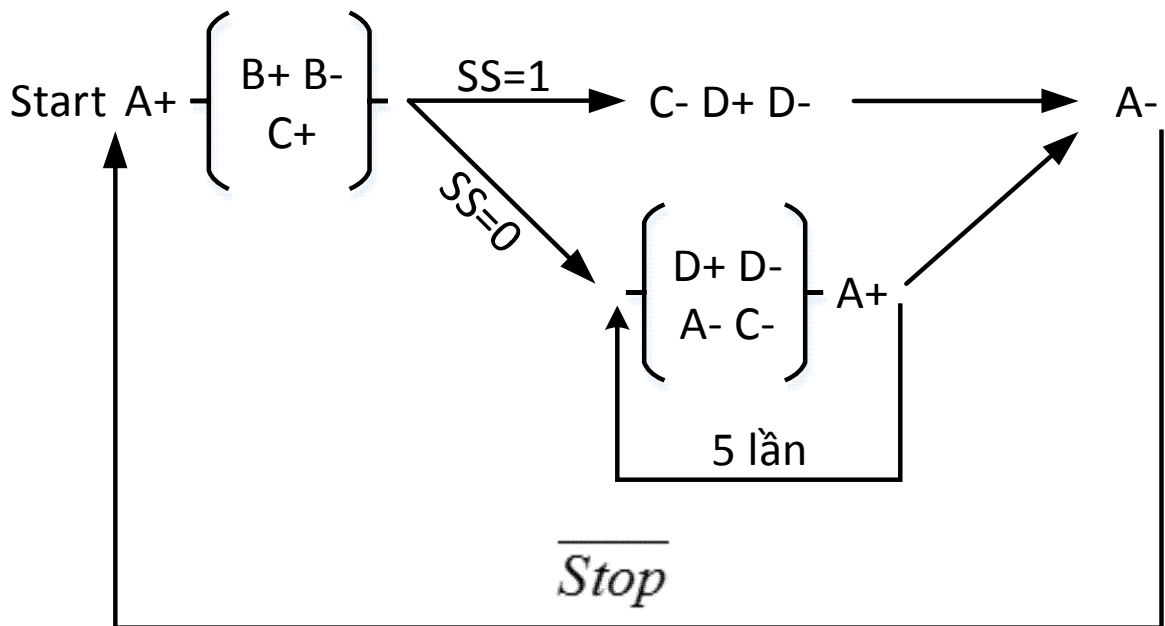 B+ B-
SS=1
Start A+
C- D+ D-
A-
C+
SS=0
D+ D-
A+
A- C-
5 lần
Stop